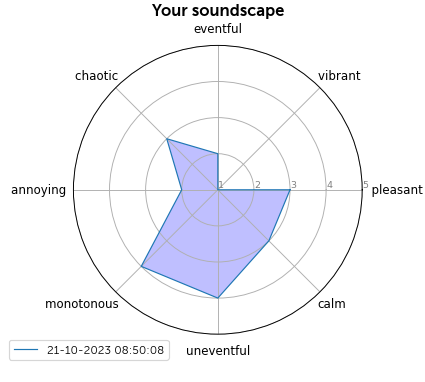 Your soundscape
eventful
chaotic
vibrant
annoying
1 2 3 4 5
pleasant
monotonous
calm
uneventful
21-10-2023 08:50:08